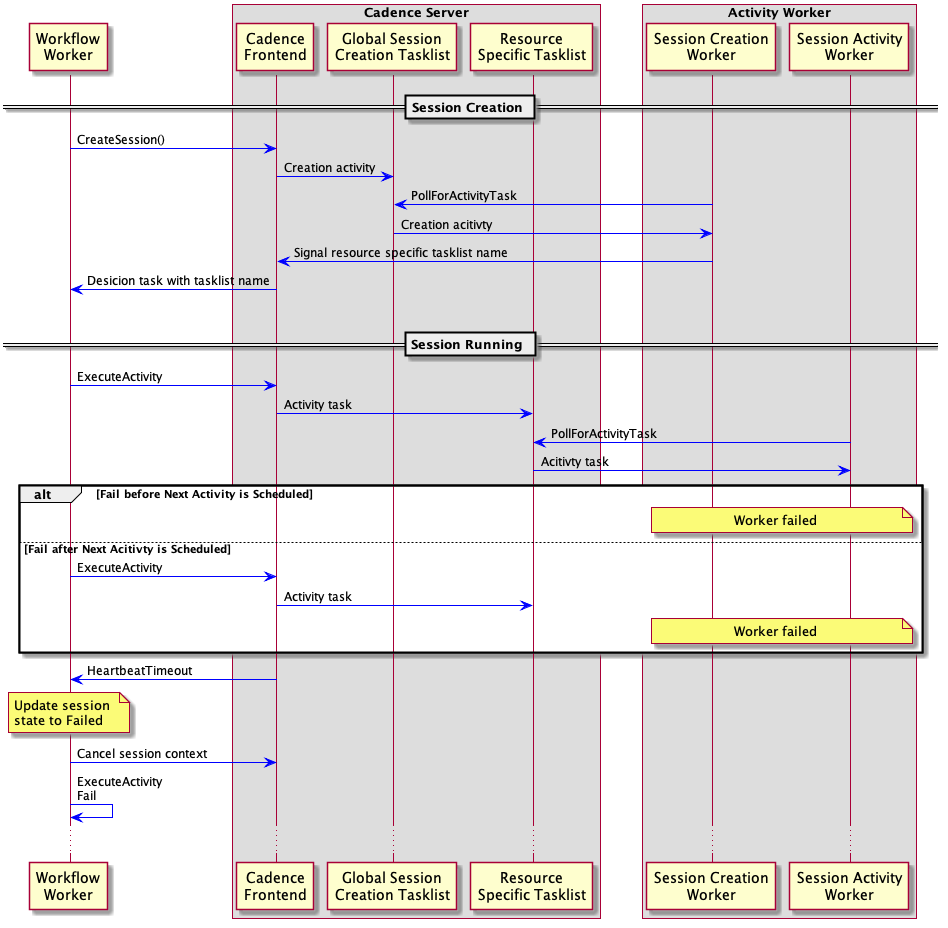 Cadence Server
Activity Worker
Workflow
Worker
Cadence
Frontend
Global Session
Creation Tasklist
Resource
Specific Tasklist
Session Creation
Worker
Session Activity
Worker
Session Creation
CreateSession()
Creation activity
PollForActivityTask
Creation acitivty
Signal resource specific tasklist name
Desicion task with tasklist name
Session Running
ExecuteActivity
Activity task
PollForActivityTask
Acitivty task
alt
[Fail before Next Activity is Scheduled]
Worker failed
[Fail after Next Acitivty is Scheduled]
ExecuteActivity
Activity task
Worker failed
HeartbeatTimeout
Update session
state to Failed
Cancel session context
ExecuteActivity
Fail
Workflow
Worker
Cadence
Frontend
Global Session
Creation Tasklist
Resource
Specific Tasklist
Session Creation
Worker
Session Activity
Worker